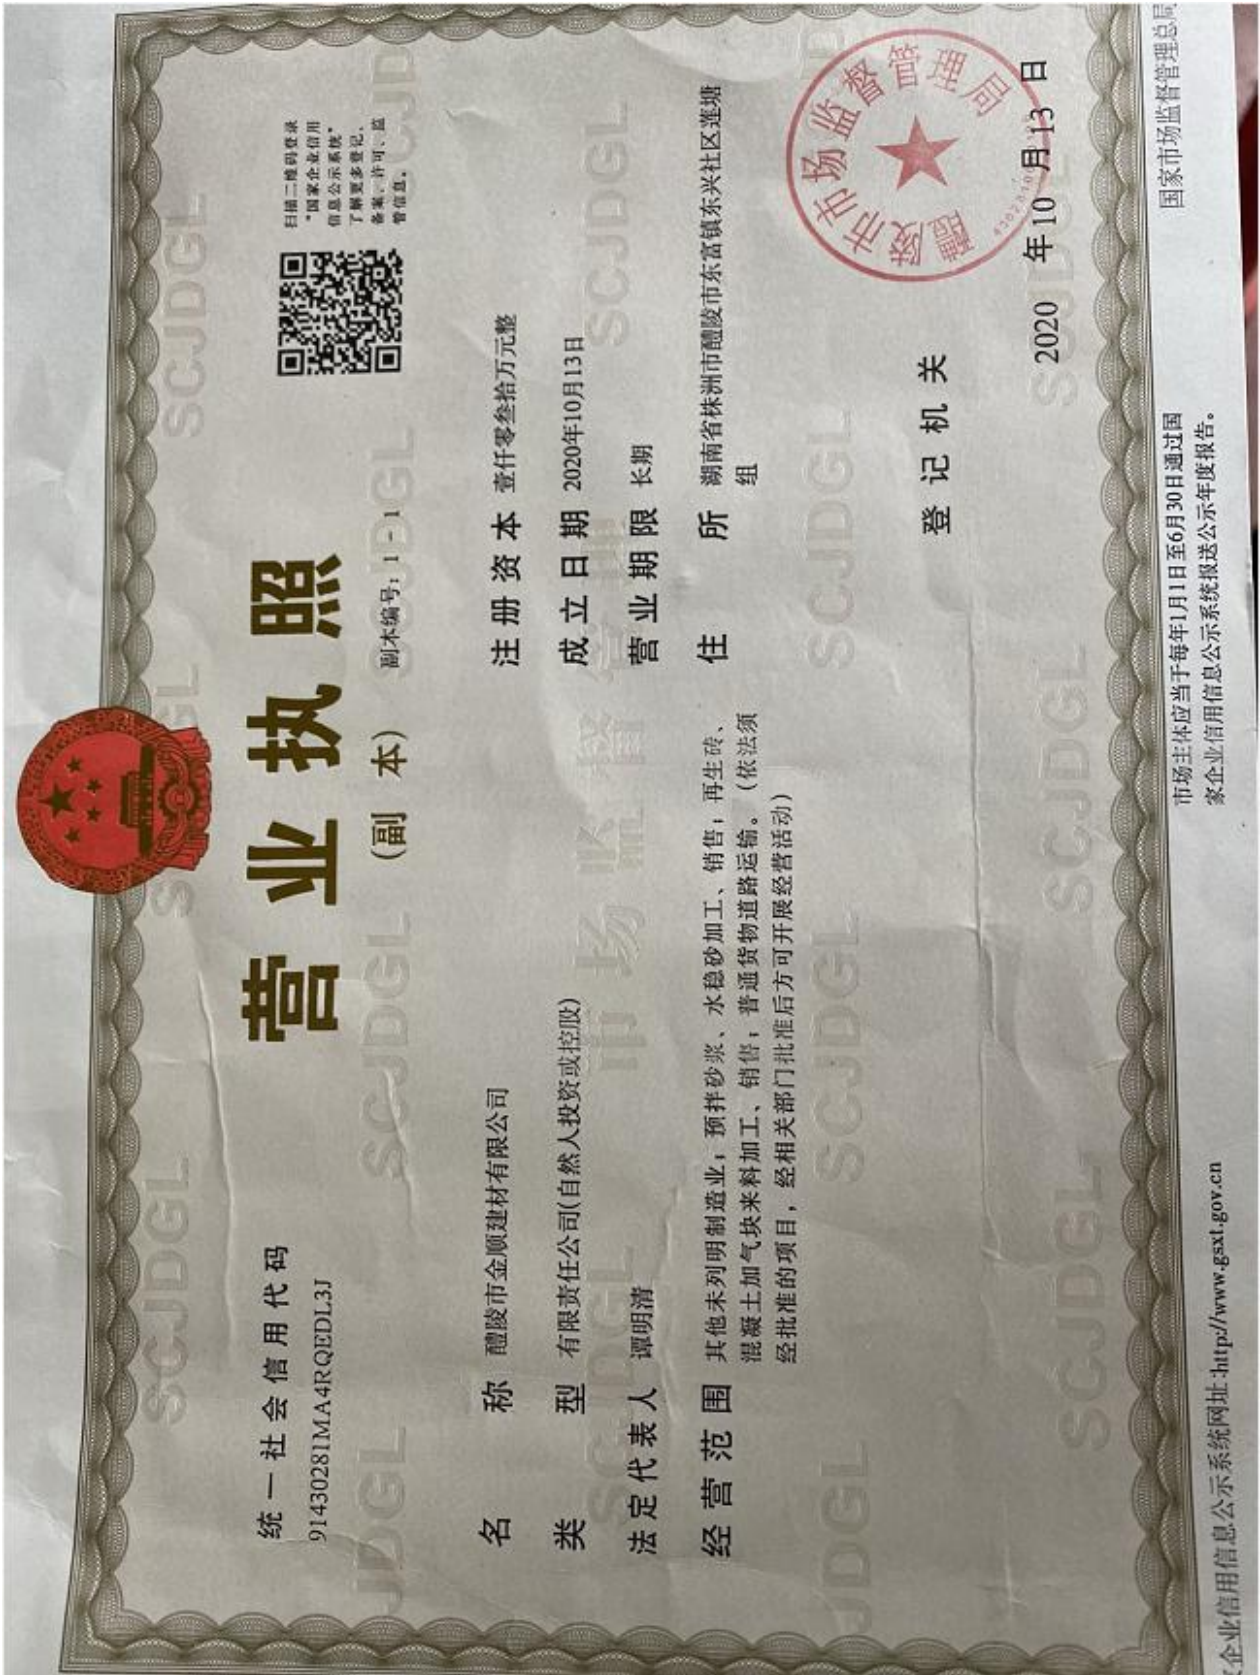 营业执照
(副 本)
副本编号：1-1
统一社会信用代码
91430281MA4RQEDL3J
扫描二维码登录
“国家企业信用
信息公示系统”
了解更多登记、
备案、许可、监
管信息。
名 称 醴陵市金顺建材有限公司
类 型 有限责任公司(自然人投资或控股)
法定代表人 谭明清
经营范围 其他未列明制造业；预拌砂浆、水稳砂加工、销售；再生砖、
混凝土加气块来料加工、销售；普通货物道路运输。（依法须
经批准的项目，经相关部门批准后方可开展经营活动）
注册资本 壹仟零叁拾万元整
成立日期 2020年10月13日
营业期限 长期
住 所 湖南省株洲市醴陵市东富镇东兴社区莲塘
组
登记机关
醴陵市市场监督管理局
2020 年 10 月 13 日
SCJDGL
市场监督管理
企业信用信息公示系统网址:http://www.gsxt.gov.cn
市场主体应当于每年1月1日至6月30日通过国
家企业信用信息公示系统报送公示年度报告。
国家市场监督管理总局